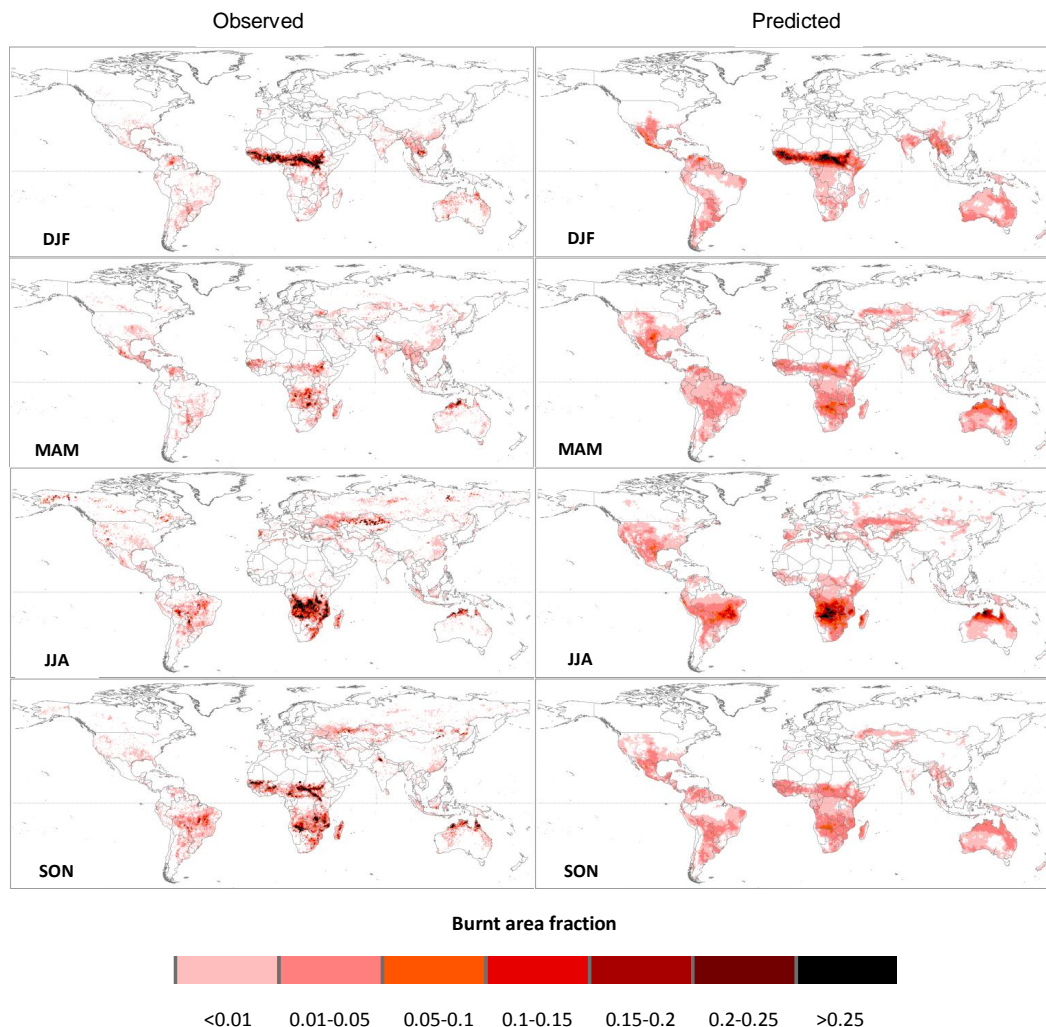 Observed Predicted
DJF DJF
MAM MAM
JJA JJA
SON SON
Burnt area fraction
<0.01 0.01-0.05 0.05-0.1 0.1-0.15 0.15-0.2 0.2-0.25 >0.25